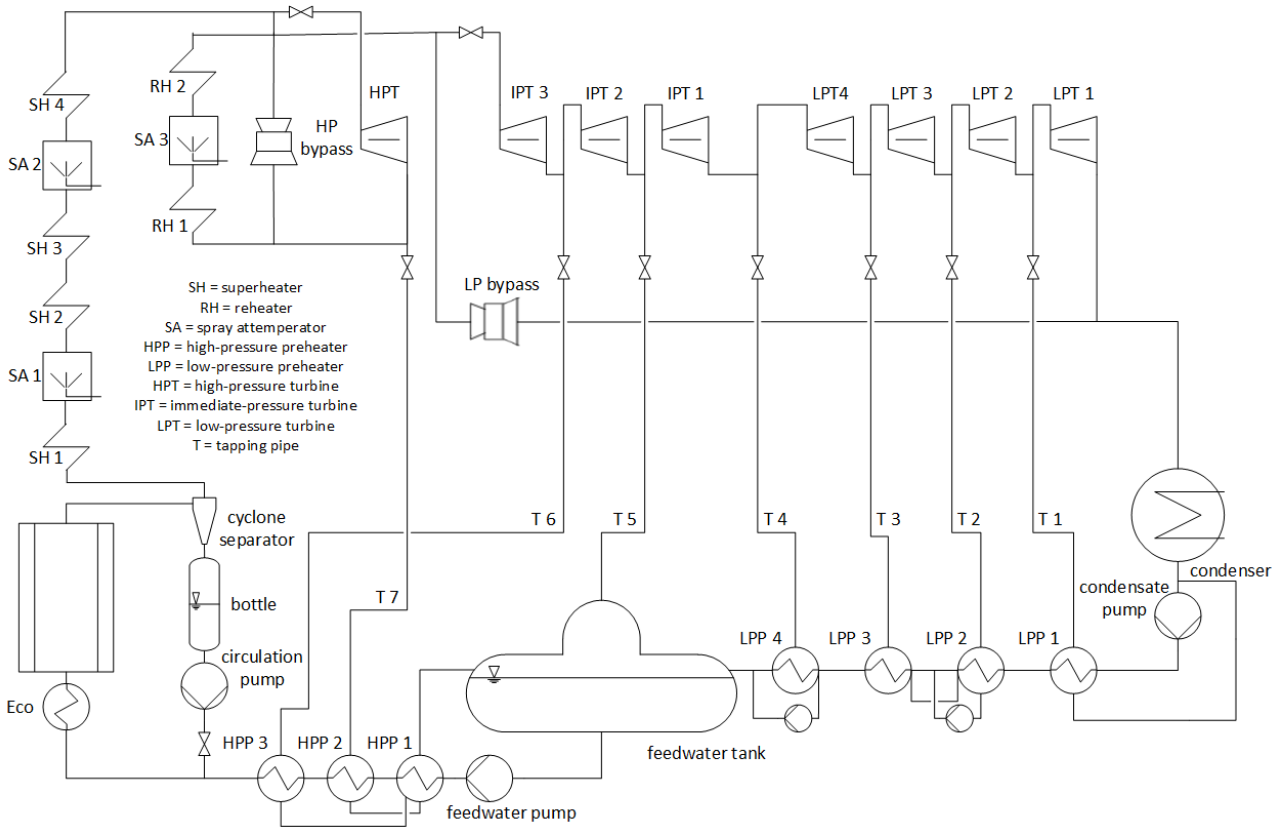 HPT
IPT 3
IPT 2
IPT 1
LPT4
LPT 3
LPT 2
LPT 1
RH 2
SH 4
HP
bypass
SA 3
SA 2
RH 1
SH 3
SH = superheater
RH = reheater
SA = spray attemperator
HPP = high-pressure preheater
LPP = low-pressure preheater
HPT = high-pressure turbine
IPT = immediate-pressure turbine
LPT = low-pressure turbine
T = tapping pipe
LP bypass
SH 2
SA 1
SH 1
cyclone
separator
T 6
T 5
T 4
T 3
T 2
T 1
condenser
condensate
pump
bottle
T 7
circulation
pump
LPP 4
LPP 3
LPP 2
LPP 1
Eco
HPP 3
HPP 2
HPP 1
feedwater tank
feedwater pump